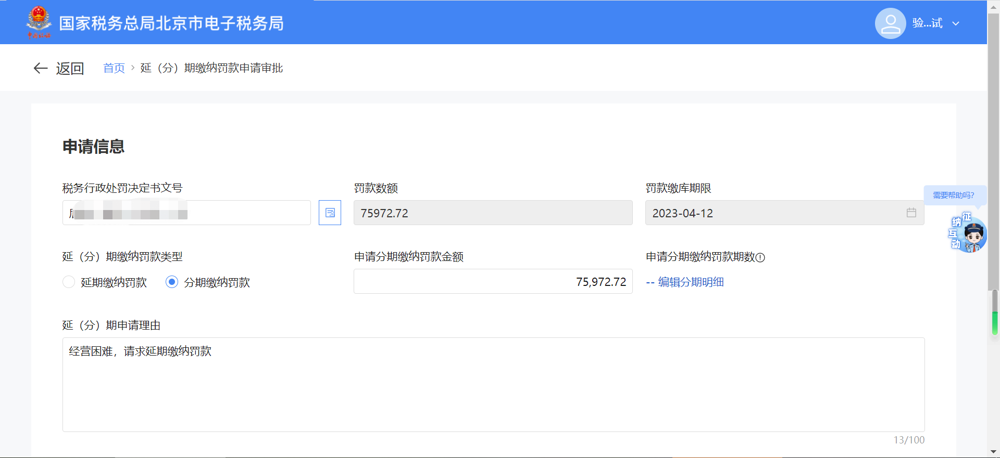 国家税务总局北京市电子税务局
验...试
返回
首页 > 延（分）期缴纳罚款申请审批
申请信息
税务行政处罚决定书文号
罚款数额
罚款缴库期限
75972.72
2023-04-12
需要帮助吗?
征纳互动
延（分）期缴纳罚款类型
申请分期缴纳罚款金额
申请分期缴纳罚款期数
延期缴纳罚款
分期缴纳罚款
75,972.72
-- 编辑分期明细
延（分）期申请理由
经营困难，请求延期缴纳罚款
13/100